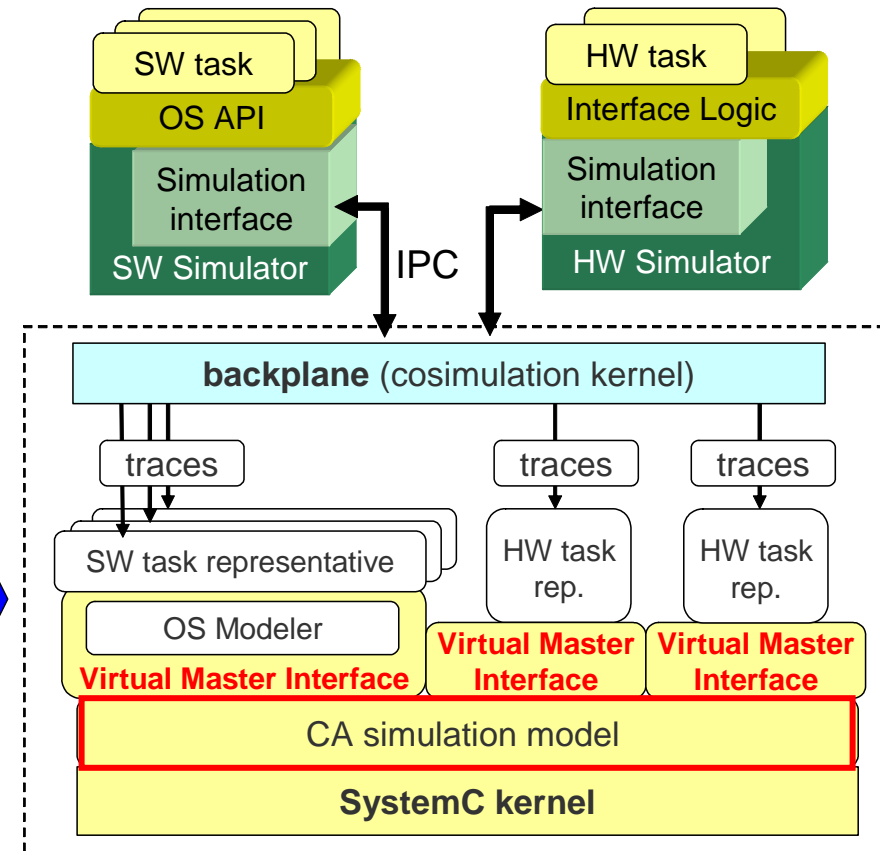 SW task
OS API
Simulation
interface
SW Simulator
HW task
Interface Logic
Simulation
interface
HW Simulator
IPC
backplane (cosimulation kernel)
traces
traces
traces
SW task representative
OS Modeler
Virtual Master Interface
HW task
rep.
Virtual Master
Interface
HW task
rep.
Virtual Master
Interface
CA simulation model
SystemC kernel